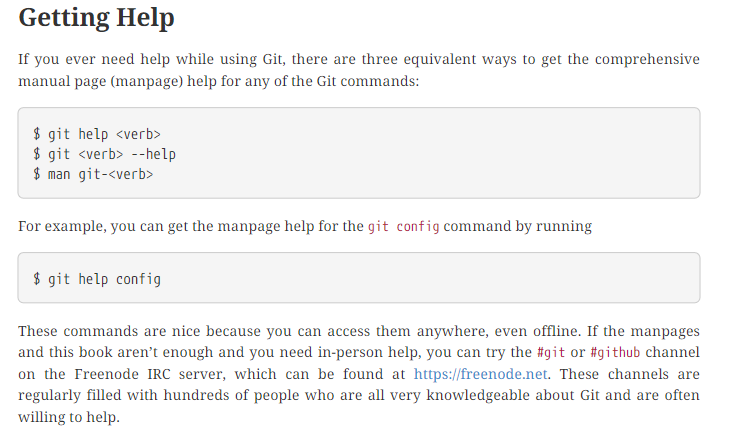 Getting Help
If you ever need help while using Git, there are three equivalent ways to get the comprehensive
manual page (manpage) help for any of the Git commands:
$ git help <verb>
$ git <verb> --help
$ man git-<verb>
For example, you can get the manpage help for the git config command by running
$ git help config
These commands are nice because you can access them anywhere, even offline. If the manpages
and this book aren’t enough and you need in-person help, you can try the #git or #github channel
on the Freenode IRC server, which can be found at https://freenode.net. These channels are
regularly filled with hundreds of people who are all very knowledgeable about Git and are often
willing to help.